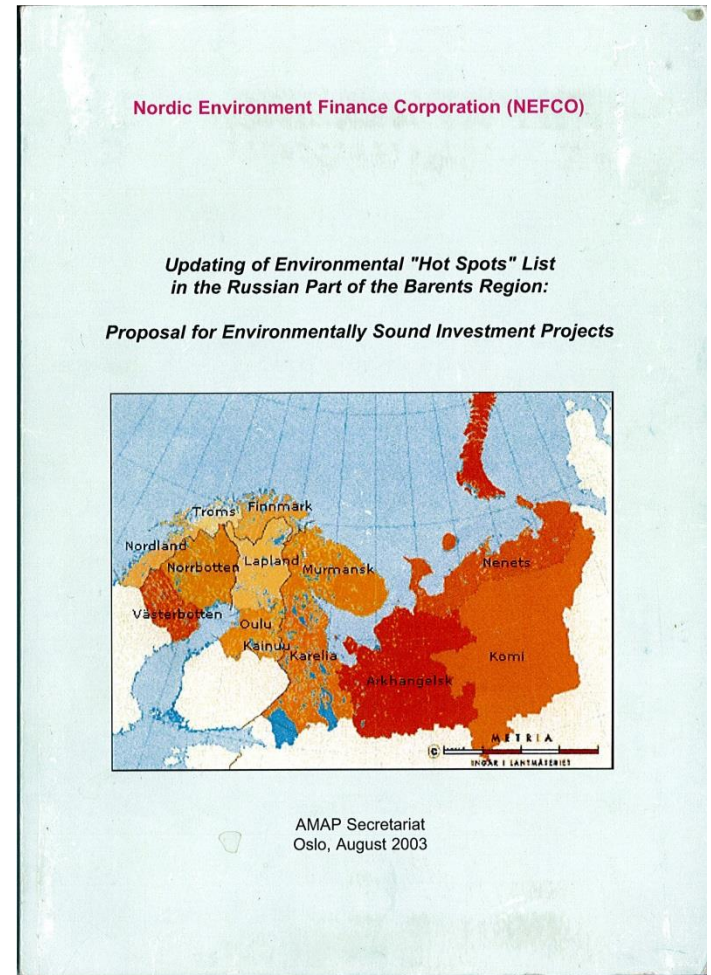 Nordic Environment Finance Corporation (NEFCO)
Updating of Environmental "Hot Spots" List
in the Russian Part of the Barents Region:
Proposal for Environmentally Sound Investment Projects
Troms
Finnmark
Nordland
Norrbotten
Lapland
Murmansk
Nenets
Västerbotten
Oulu
Kainuu
Karelia
Komi
Arkhangelsk
METRIA
©
INGÅR I LANTMÄTERIET
AMAP Secretariat
Oslo, August 2003